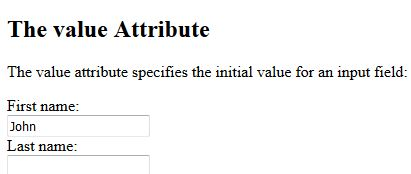 The value Attribute
The value attribute specifies the initial value for an input field:
First name:
John
Last name: